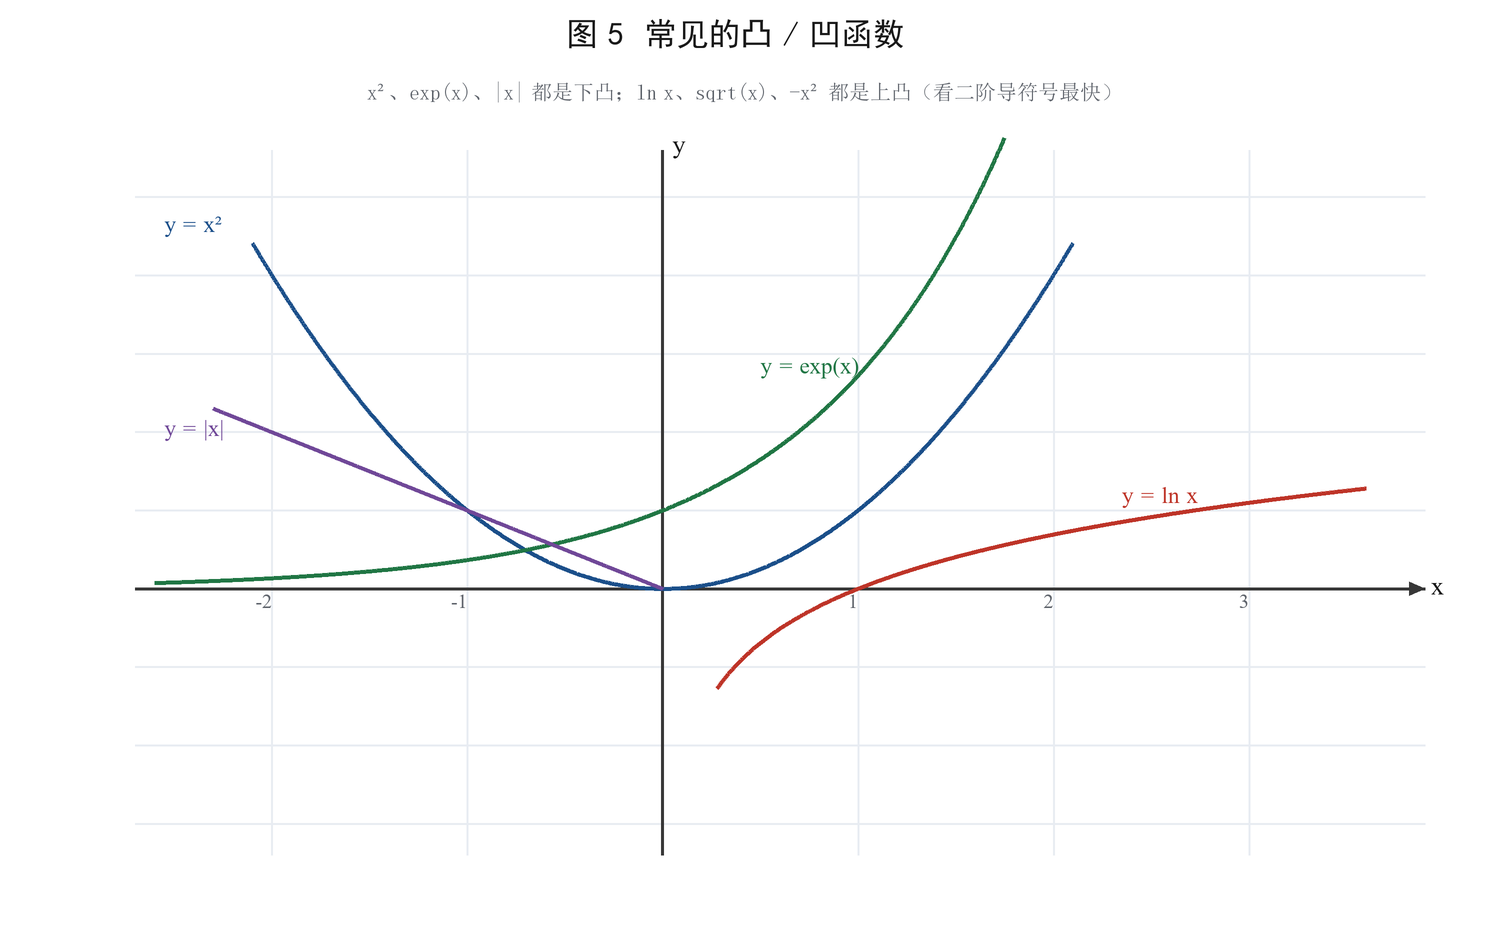 图 5 常见的凸 / 凹函数
x²、exp(x)、|x| 都是下凸；ln x、sqrt(x)、−x² 都是上凸（看二阶导符号最快）
y
y = x²
y = exp(x)
y = |x|
y = ln x
x
-2 -1 1 2 3